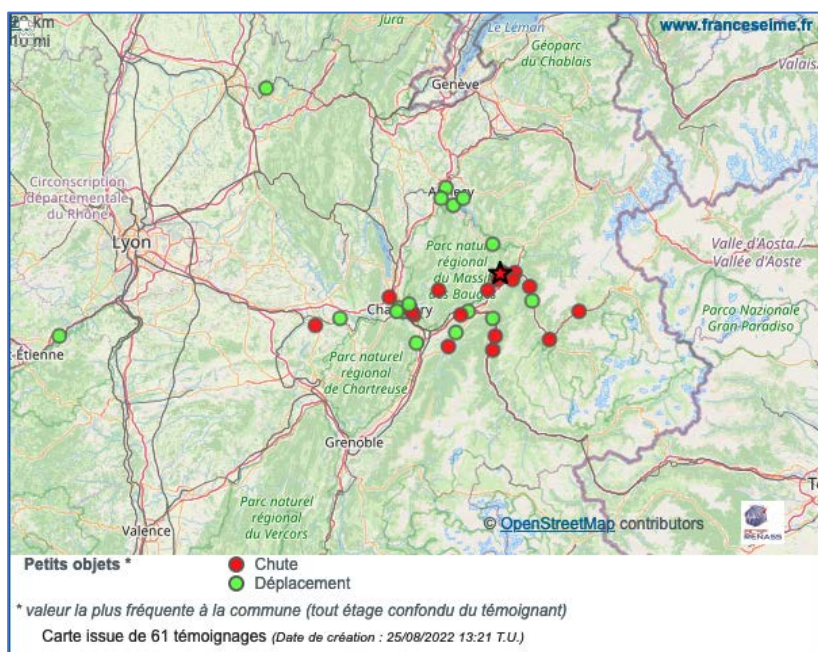 20 km
10 mi
Jura
Le Léman
www.franceseisme.fr
Géoparc
du Chablais
Valais
Genève
Circonscription
départementale
du Rhône
Annecy
Lyon
Parc naturel
régional
du Massif
des Bauges
Valle d'Aosta /
Vallée d'Aoste
Chambéry
Parco Nazionale
Gran Paradiso
Étienne
Parc naturel
régional
de Chartreuse
Grenoble
Parc naturel
régional
du Vercors
Valence
© OpenStreetMap contributors
RENASS
Petits objets *
Chute
Déplacement
* valeur la plus fréquente à la commune (tout étage confondu du témoignant)
Carte issue de 61 témoignages (Date de création : 25/08/2022 13:21 T.U.)